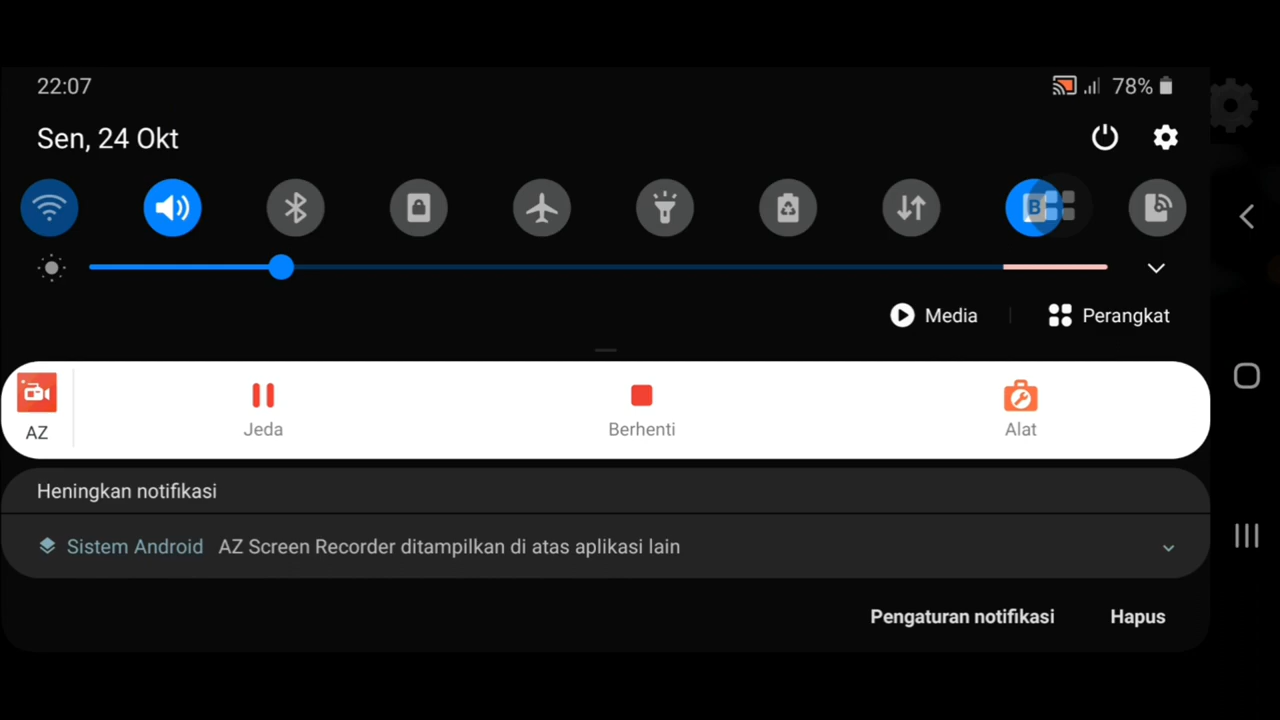 22:07
78%
Sen, 24 Okt
B
Media
Perangkat
AZ
Jeda
Berhenti
Alat
Heningkan notifikasi
Sistem Android AZ Screen Recorder ditampilkan di atas aplikasi lain
Pengaturan notifikasi
Hapus